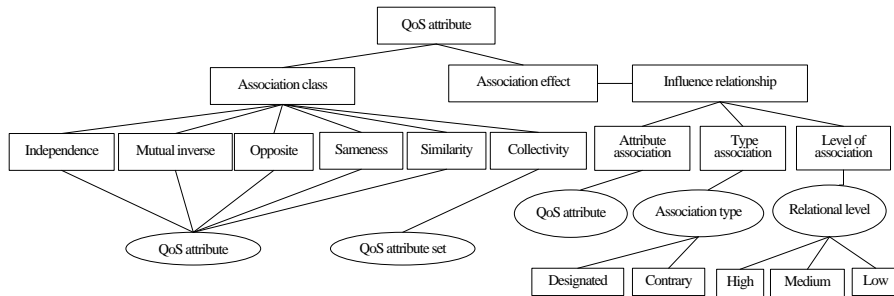 QoS attribute
Association class
Association effect
Influence relationship
Independence
Mutual inverse
Opposite
Sameness
Similarity
Collectivity
Attribute
association
Type
association
Level of
association
QoS attribute
QoS attribute set
QoS attribute
Association type
Relational level
Designated
Contrary
High
Medium
Low